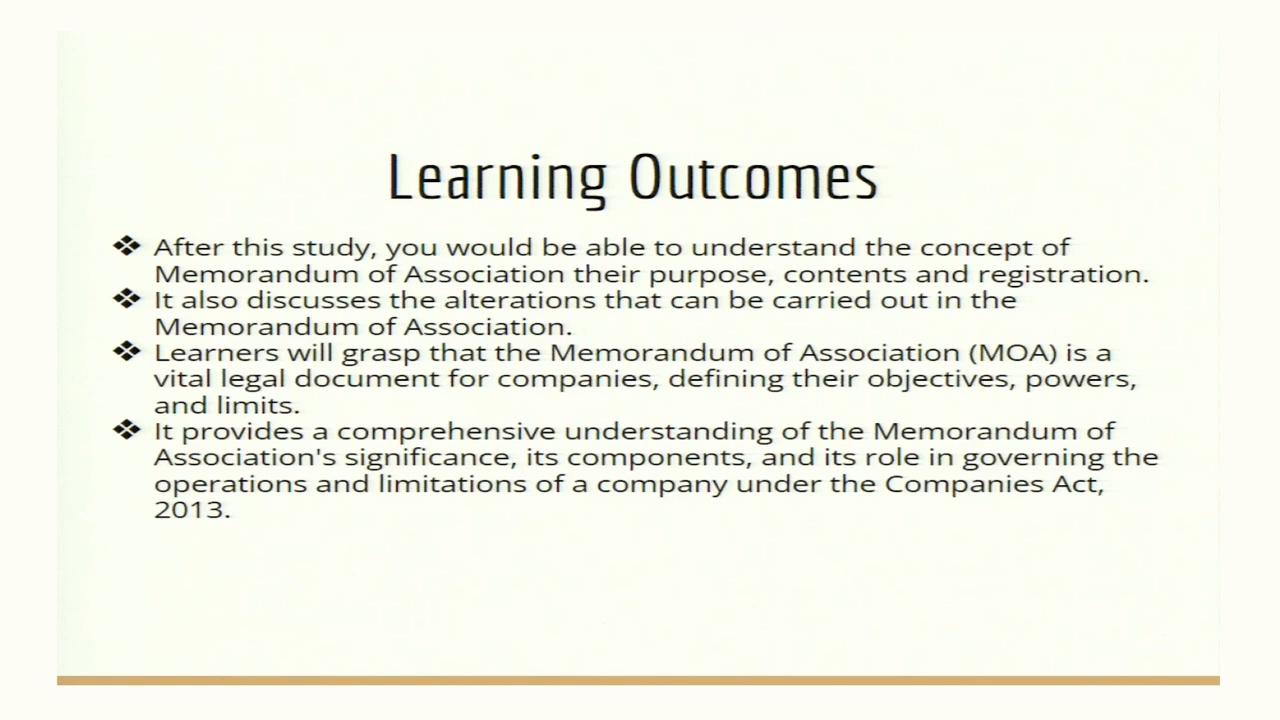 Learning Outcomes
❖ After this study, you would be able to understand the concept of
Memorandum of Association their purpose, contents and registration.
❖ It also discusses the alterations that can be carried out in the
Memorandum of Association.
❖ Learners will grasp that the Memorandum of Association (MOA) is a
vital legal document for companies, defining their objectives, powers,
and limits.
❖ It provides a comprehensive understanding of the Memorandum of
Association's significance, its components, and its role in governing the
operations and limitations of a company under the Companies Act,
2013.